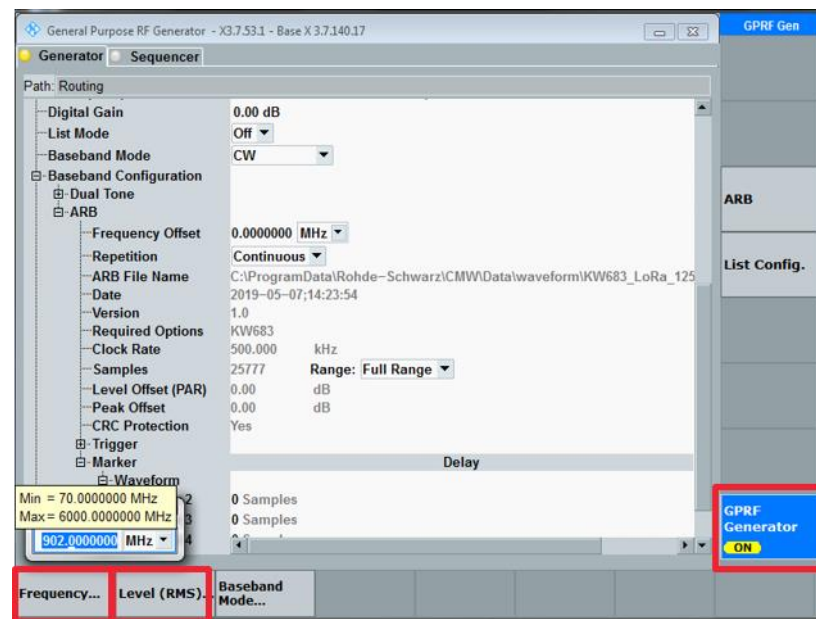 General Purpose RF Generator - X3.7.53.1 - Base X 3.7.140.17
GPRF Gen
Generator Sequencer
Path: Routing
Digital Gain 0.00 dB
List Mode Off
Baseband Mode CW
Baseband Configuration
Dual Tone
ARB
Frequency Offset 0.0000000 MHz
Repetition Continuous
ARB File Name C:\ProgramData\Rohde-Schwarz\CMW\Data\waveform\KW683_LoRa_125
Date 2019-05-07;14:23:54
Version 1.0
Required Options KW683
Clock Rate 500.000 kHz
Samples 25777 Range: Full Range
Level Offset (PAR) 0.00 dB
Peak Offset 0.00 dB
CRC Protection Yes
Trigger
Marker Delay
Waveform
2 0 Samples
3 0 Samples
4
Min = 70.0000000 MHz
Max = 6000.0000000 MHz
902.0000000 MHz
ARB
List Config.
GPRF
Generator
ON
Frequency... Level (RMS)... Baseband
Mode...